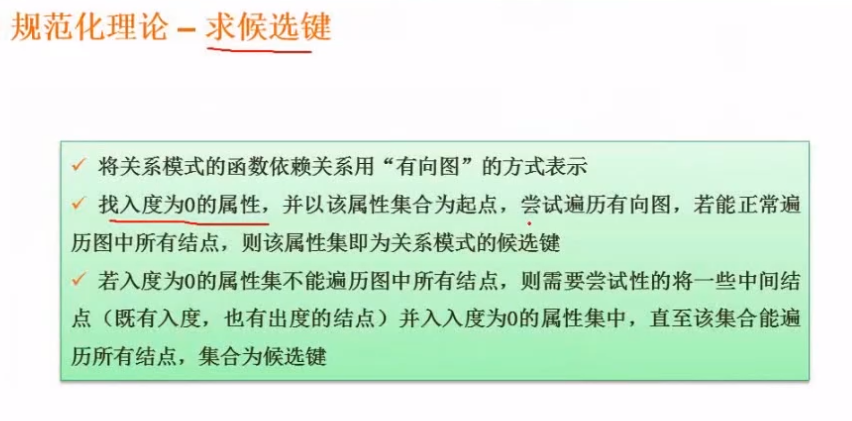 规范化理论 – 求候选键
✓ 将关系模式的函数依赖关系用“有向图”的方式表示
✓ 找入度为0的属性，并以该属性集合为起点，尝试遍历有向图，若能正常遍
历图中所有结点，则该属性集即为关系模式的候选键
✓ 若入度为0的属性集不能遍历图中所有结点，则需要尝试性的将一些中间结
点（既有入度，也有出度的结点）并入入度为0的属性集中，直至该集合能遍
历所有结点，集合为候选键